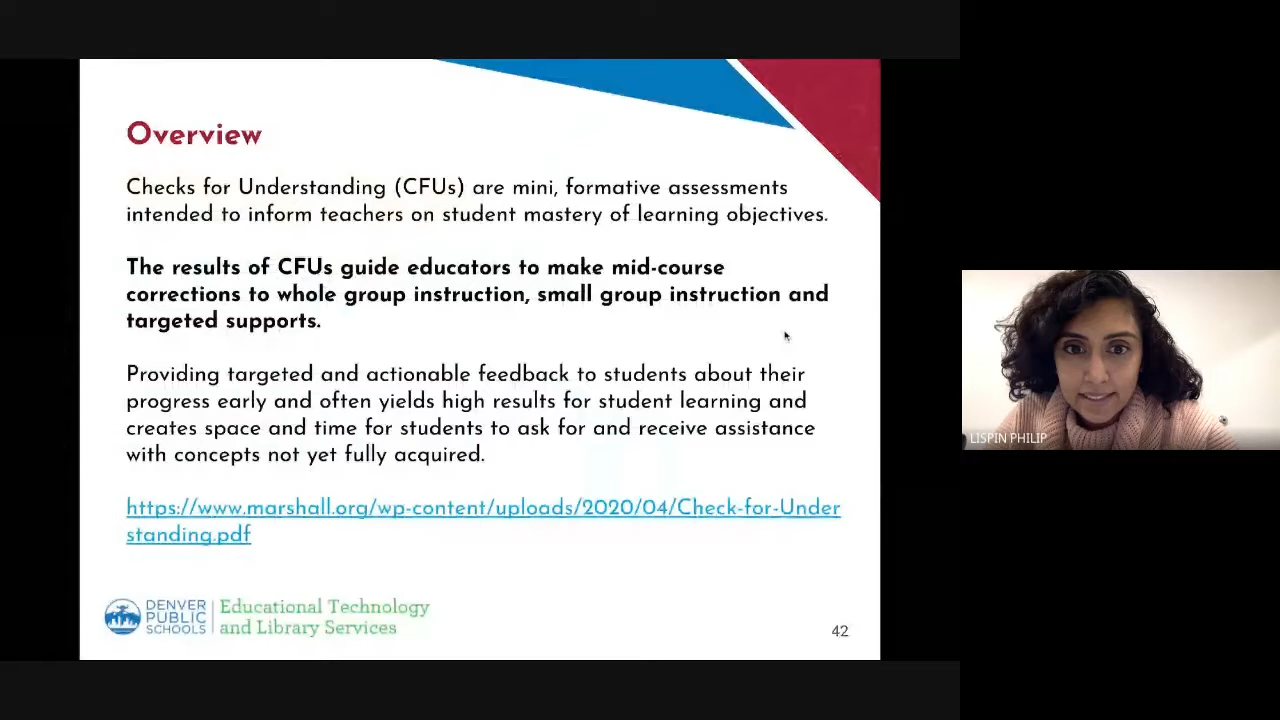 Overview
Checks for Understanding (CFUs) are mini, formative assessments
intended to inform teachers on student mastery of learning objectives.
The results of CFUs guide educators to make mid-course
corrections to whole group instruction, small group instruction and
targeted supports.
Providing targeted and actionable feedback to students about their
progress early and often yields high results for student learning and
creates space and time for students to ask for and receive assistance
with concepts not yet fully acquired.
https://www.marshall.org/wp-content/uploads/2020/04/Check-for-Under
standing.pdf
DENVER
PUBLIC
SCHOOLS
Educational Technology
and Library Services
42
LISPIN PHILIP